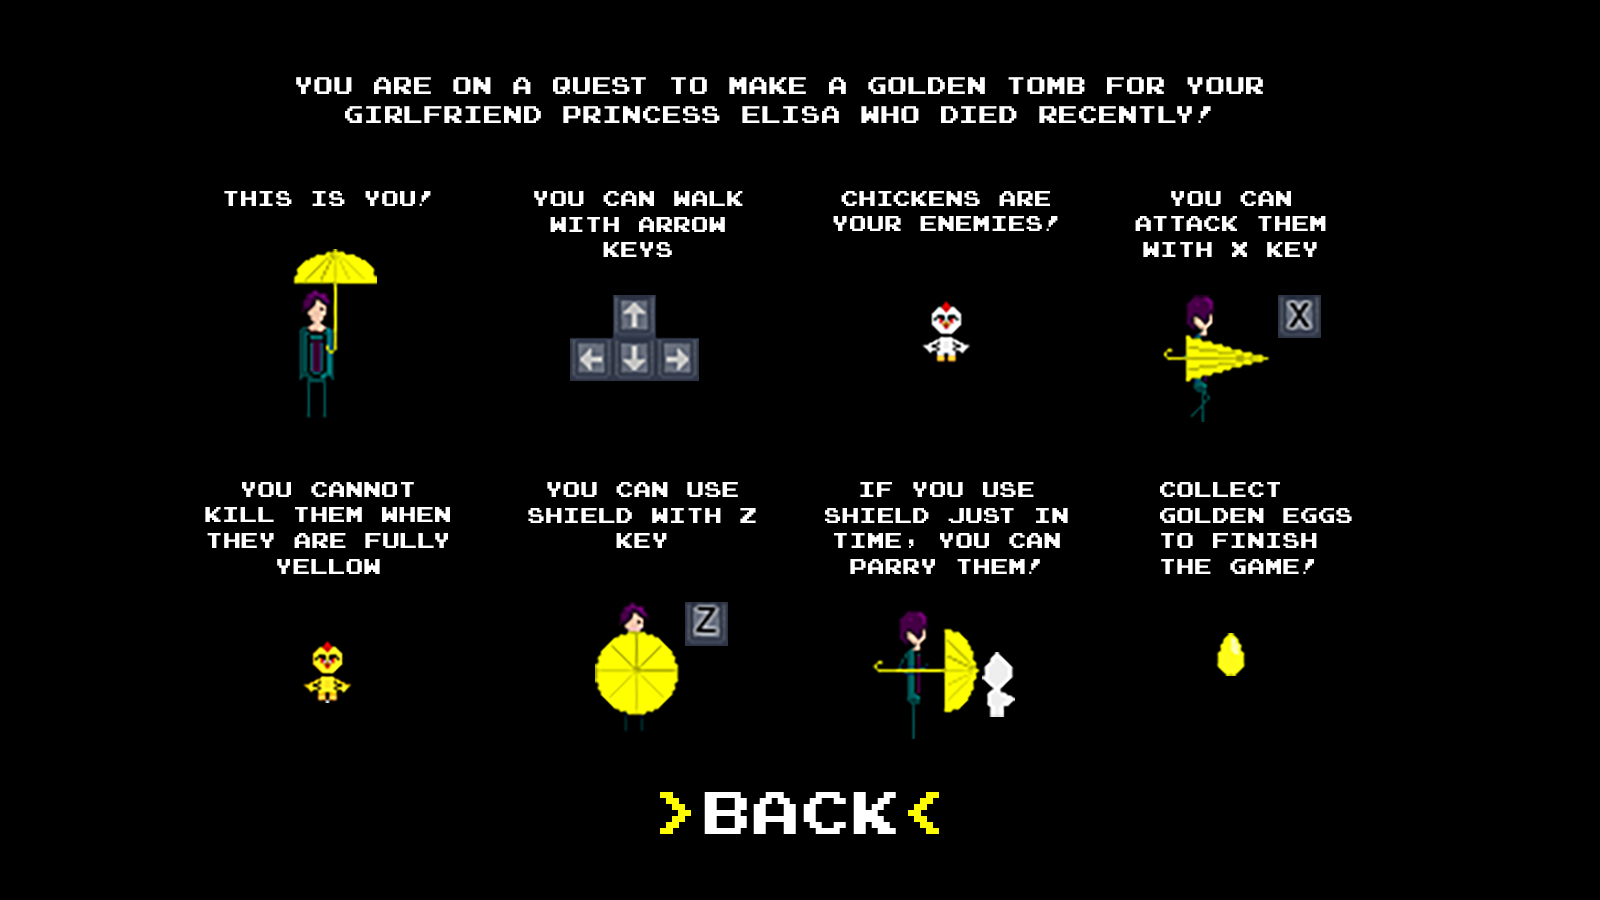 YOU ARE ON A QUEST TO MAKE A GOLDEN TOMB FOR YOUR
GIRLFRIEND PRINCESS ELISA WHO DIED RECENTLY!
THIS IS YOU!
YOU CAN WALK
WITH ARROW
KEYS
CHICKENS ARE
YOUR ENEMIES!
YOU CAN
ATTACK THEM
WITH X KEY
X
YOU CANNOT
KILL THEM WHEN
THEY ARE FULLY
YELLOW
YOU CAN USE
SHIELD WITH Z
KEY
Z
IF YOU USE
SHIELD JUST IN
TIME, YOU CAN
PARRY THEM!
COLLECT
GOLDEN EGGS
TO FINISH
THE GAME!
>BACK<